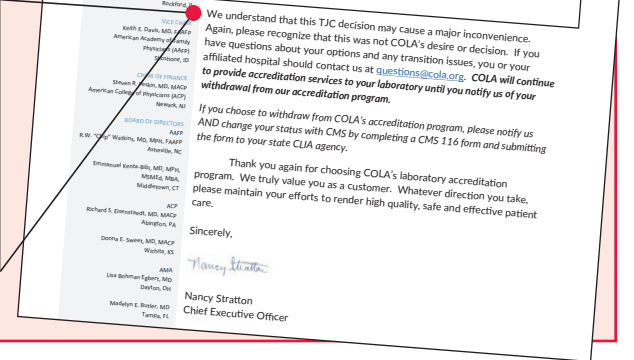 Rockford, IL
VICE CHAIR
Keith E. Davis, MD, FAAFP
American Academy of Family
Physicians (AAFP)
Shoshone, ID
CHAIR OF FINANCE
Steven R. Peskin, MD, MACP
American College of Physicians (ACP)
Newark, NJ
BOARD OF DIRECTORS
AAFP
R.W. "Chip" Watkins, MD, MPH, FAAFP
Asheville, NC
Emmanuel Kenta-Bibi, MD, MPH,
MSMEd, MBA,
Middletown, CT
ACP
Richard S. Eisenstaedt, MD, MACP
Abington, PA
Donna E. Sweet, MD, MACP
Wichita, KS
AMA
Lisa Bohman Egbers, MD
Dayton, OH
Madelyn E. Butler, MD
Tampa, FL
We understand that this TJC decision may cause a major inconvenience.
Again, please recognize that this was not COLA's desire or decision. If you
have questions about your options and any transition issues, you or your
affiliated hospital should contact us at questions@cola.org. COLA will continue
to provide accreditation services to your laboratory until you notify us of your
withdrawal from our accreditation program.
If you choose to withdraw from COLA's accreditation program, please notify us
AND change your status with CMS by completing a CMS 116 form and submitting
the form to your state CLIA agency.
Thank you again for choosing COLA's laboratory accreditation
program. We truly value you as a customer. Whatever direction you take,
please maintain your efforts to render high quality, safe and effective patient
care.
Sincerely,
Nancy Stratton
Nancy Stratton
Chief Executive Officer